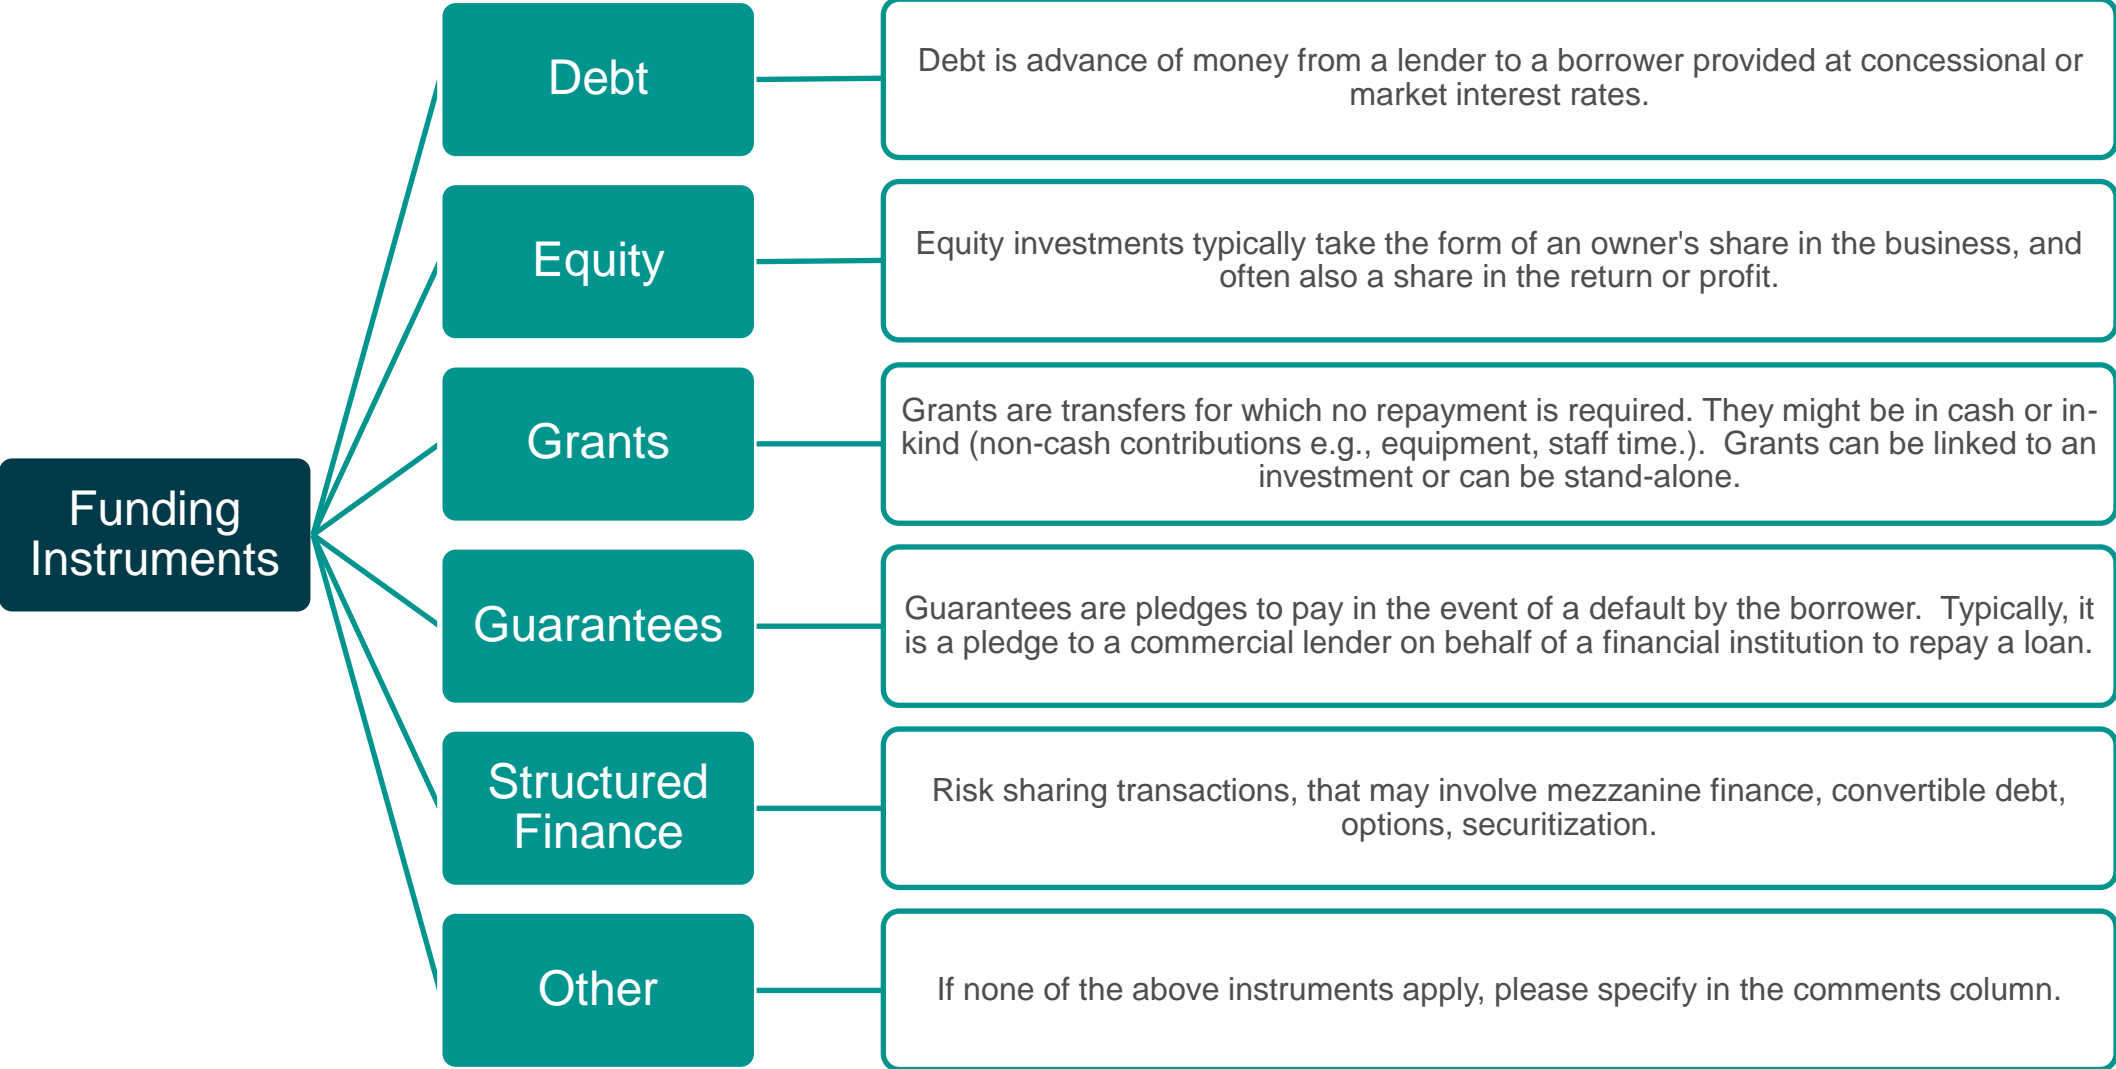 Funding
Instruments
Debt
Debt is advance of money from a lender to a borrower provided at concessional or
market interest rates.
Equity
Equity investments typically take the form of an owner's share in the business, and
often also a share in the return or profit.
Grants
Grants are transfers for which no repayment is required. They might be in cash or in-
kind (non-cash contributions e.g., equipment, staff time.).  Grants can be linked to an
investment or can be stand-alone.
Guarantees
Guarantees are pledges to pay in the event of a default by the borrower.  Typically, it
is a pledge to a commercial lender on behalf of a financial institution to repay a loan.
Structured
Finance
Risk sharing transactions, that may involve mezzanine finance, convertible debt,
options, securitization.
Other
If none of the above instruments apply, please specify in the comments column.